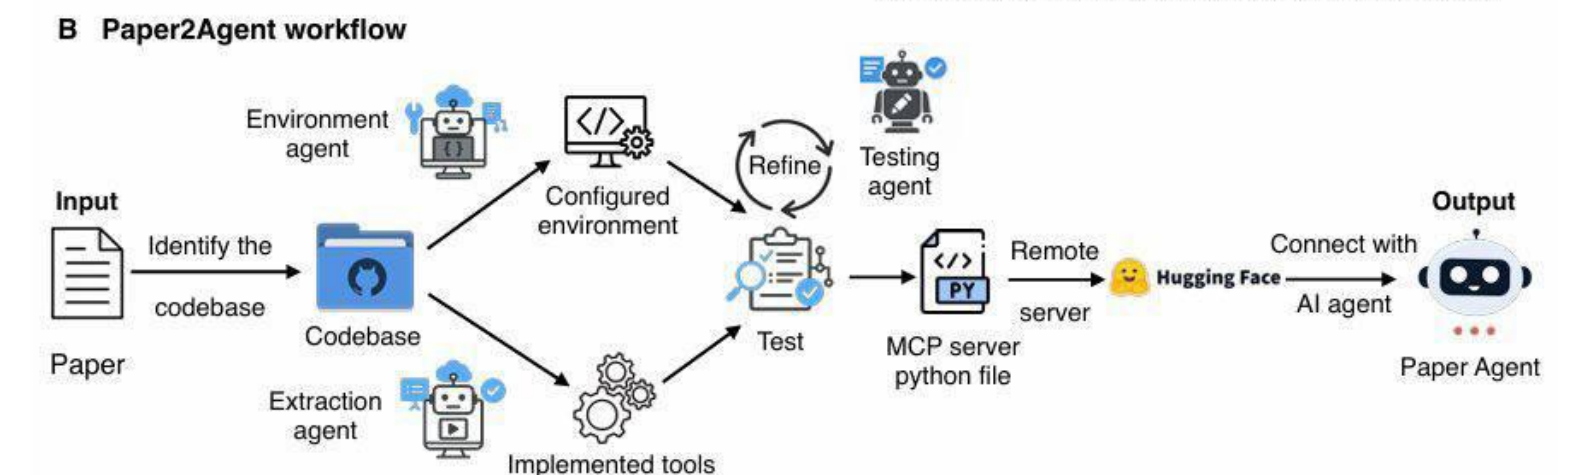 B Paper2Agent workflow
Environment
agent
</>
{ }
Configured
environment
Refine
Testing
agent
Input
Paper
Identify the
codebase
Codebase
Extraction
agent
Implemented tools
Test
</>
PY
MCP server
python file
Remote
server
Hugging Face
Connect with
AI agent
Output
Paper Agent